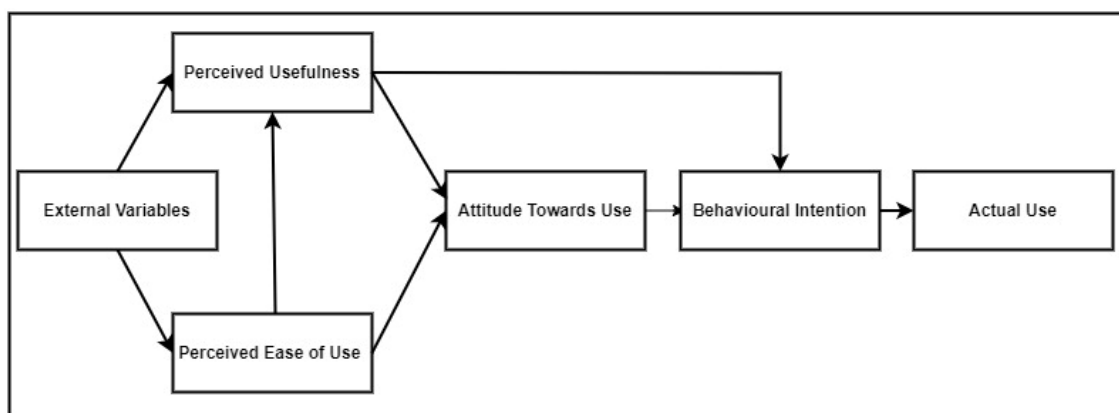 Perceived Usefulness
External Variables
Attitude Towards Use
Behavioural Intention
Actual Use
Perceived Ease of Use